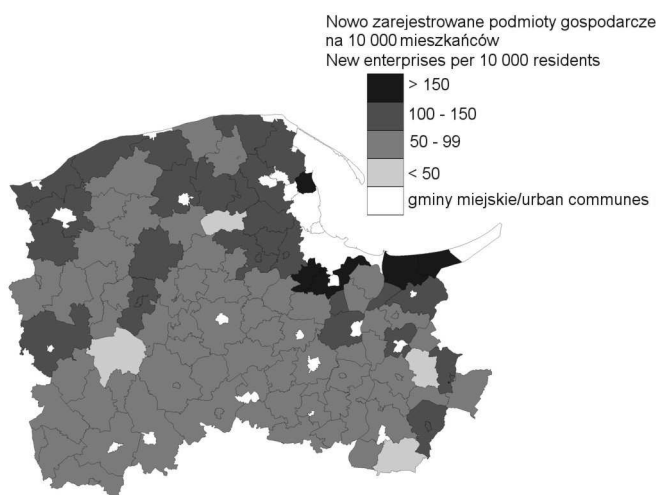 Nowo zarejestrowane podmioty gospodarcze
na 10 000 mieszkańców
New enterprises per 10 000 residents
> 150
100 - 150
50 - 99
< 50
gminy miejskie/urban communes